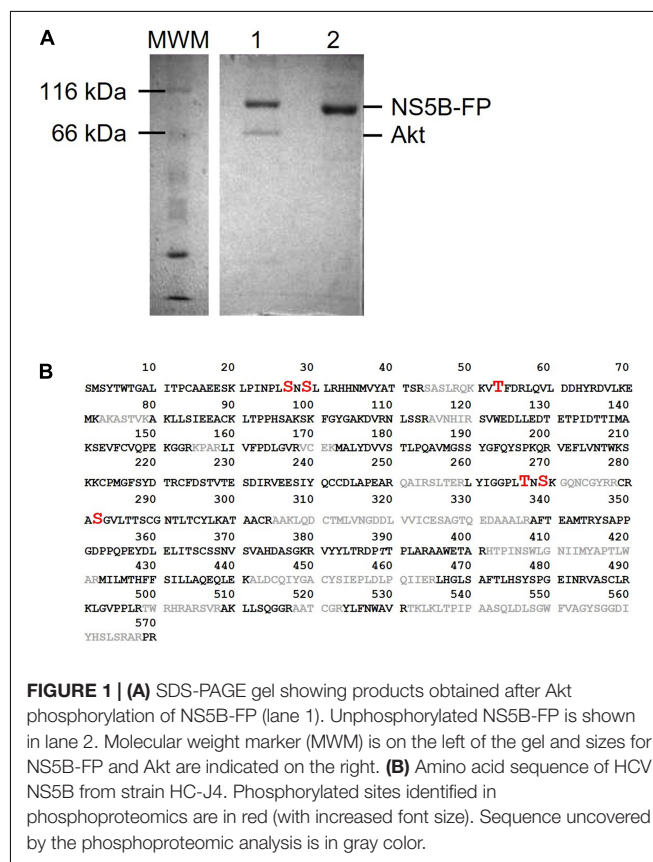 A
MWM 1 2
116 kDa
66 kDa
NS5B-FP
Akt
B
10 20 30 40 50 60 70
SMSYTWTGAL ITPCAAEESK LPINPLSNSL LRHHNMVYAT TSRSASLRQK KVTFDRLQVL DDHYRDVLKE
80 90 100 110 120 130 140
MKAKASTVKA KLLSIEEACK LTPPHSAKSK FGYGAKDVRN LSSRAVNHIR SVWEDLLEDT ETPIDTTIMA
150 160 170 180 190 200 210
KSEVFCVQPE KGGRKPARLI VFPDLGVRVC EKMALYDVVS TLPQAVMGSS YGFQYSPKQR VEFLVNTWKS
220 230 240 250 260 270 280
KKCPMGFSYD TRCFDSTVTE SDIRVEESIY QCCDLAPEAR QAIRSLTERL YIGGPLTNSK GQNCGYRRCR
290 300 310 320 330 340 350
ASGVLTTSCG NTLTCYLKAT AACRAAKLQD CTMLVNGDDL VVICESAGTQ EDAAALRAFT EAMTRYSAPP
360 370 380 390 400 410 420
GDPPQPEYDL ELITSCSSNV SVAHDASGKR VYYLTRDPTT PLARAAWETA RHTPINSWLG NIIMYAPTLW
430 440 450 460 470 480 490
ARMILMTHFF SILLAQEQLE KALDCQIYGA CYSIEPLDLP QIIERLHGLS AFTLHSYSPG EINRVASCLR
500 510 520 530 540 550 560
KLGVPPLRTW RHRARSVRAK LLSQGGRAAT CGRYLFNWAV RTKLKLTPIP AASQLDLSGW FVAGYSGGDI
570
YHSLSRARPR
FIGURE 1 | (A) SDS-PAGE gel showing products obtained after Akt
phosphorylation of NS5B-FP (lane 1). Unphosphorylated NS5B-FP is shown
in lane 2. Molecular weight marker (MWM) is on the left of the gel and sizes for
NS5B-FP and Akt are indicated on the right. (B) Amino acid sequence of HCV
NS5B from strain HC-J4. Phosphorylated sites identified in
phosphoproteomics are in red (with increased font size). Sequence uncovered
by the phosphoproteomic analysis is in gray color.